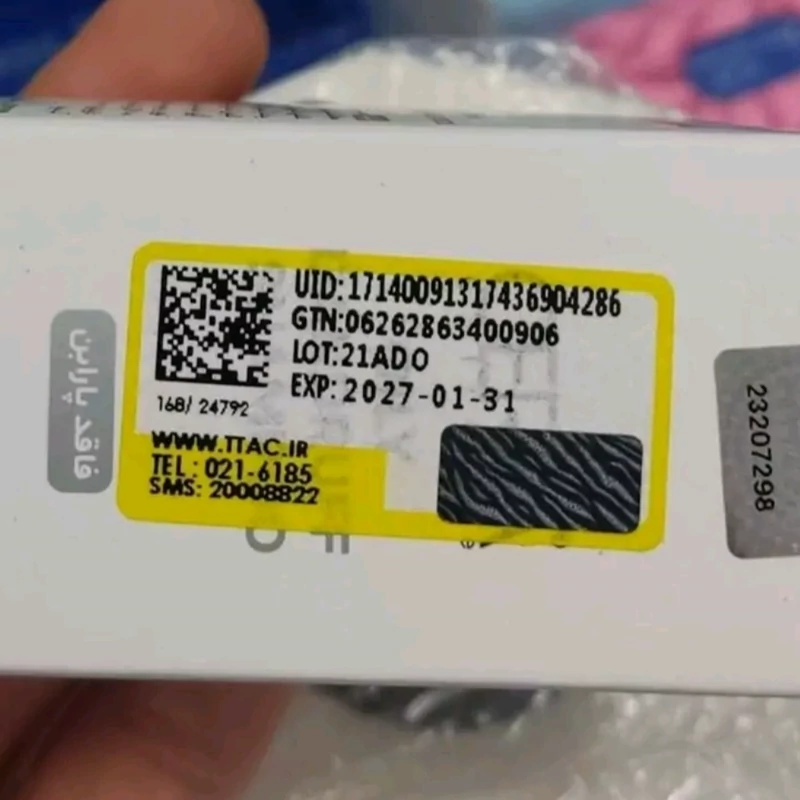 UID:17140091317436904286
GTN:06262863400906
LOT:21ADO
EXP:2027-01-31
168/ 24792
WWW.TTAC.IR
TEL: 021-6185
SMS: 20008822
فاقد پارابن
23207298